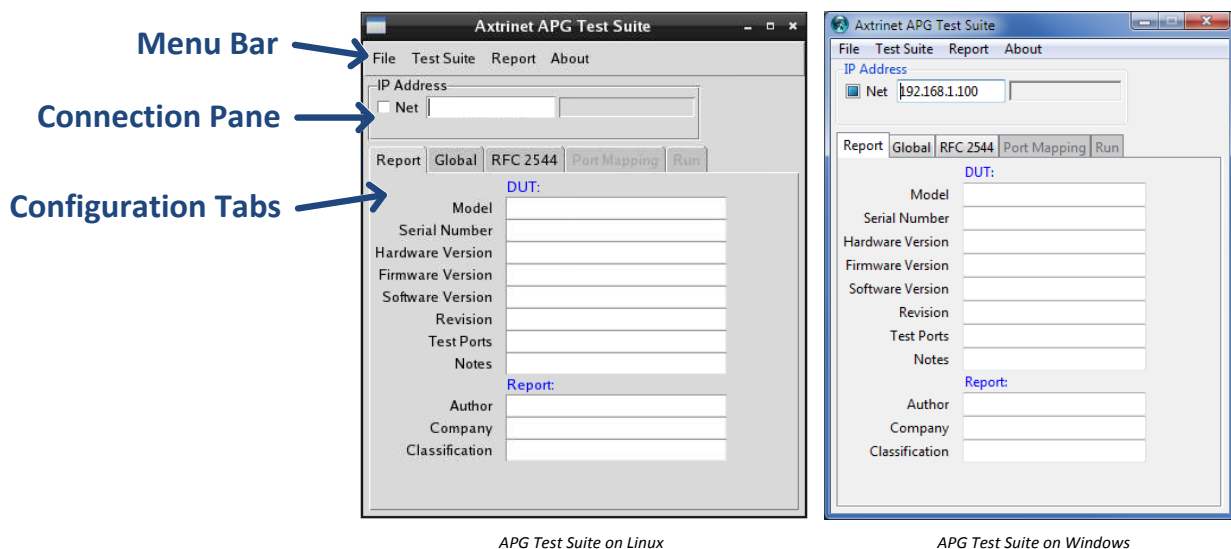 Menu Bar
Connection Pane
Configuration Tabs
Axtrinet APG Test Suite
File Test Suite Report About
IP Address
Net
Report Global RFC 2544 Port Mapping Run
DUT:
Model
Serial Number
Hardware Version
Firmware Version
Software Version
Revision
Test Ports
Notes
Report:
Author
Company
Classification
APG Test Suite on Linux
Axtrinet APG Test Suite
File Test Suite Report About
IP Address
Net 192.168.1.100
Report Global RFC 2544 Port Mapping Run
DUT:
Model
Serial Number
Hardware Version
Firmware Version
Software Version
Revision
Test Ports
Notes
Report:
Author
Company
Classification
APG Test Suite on Windows